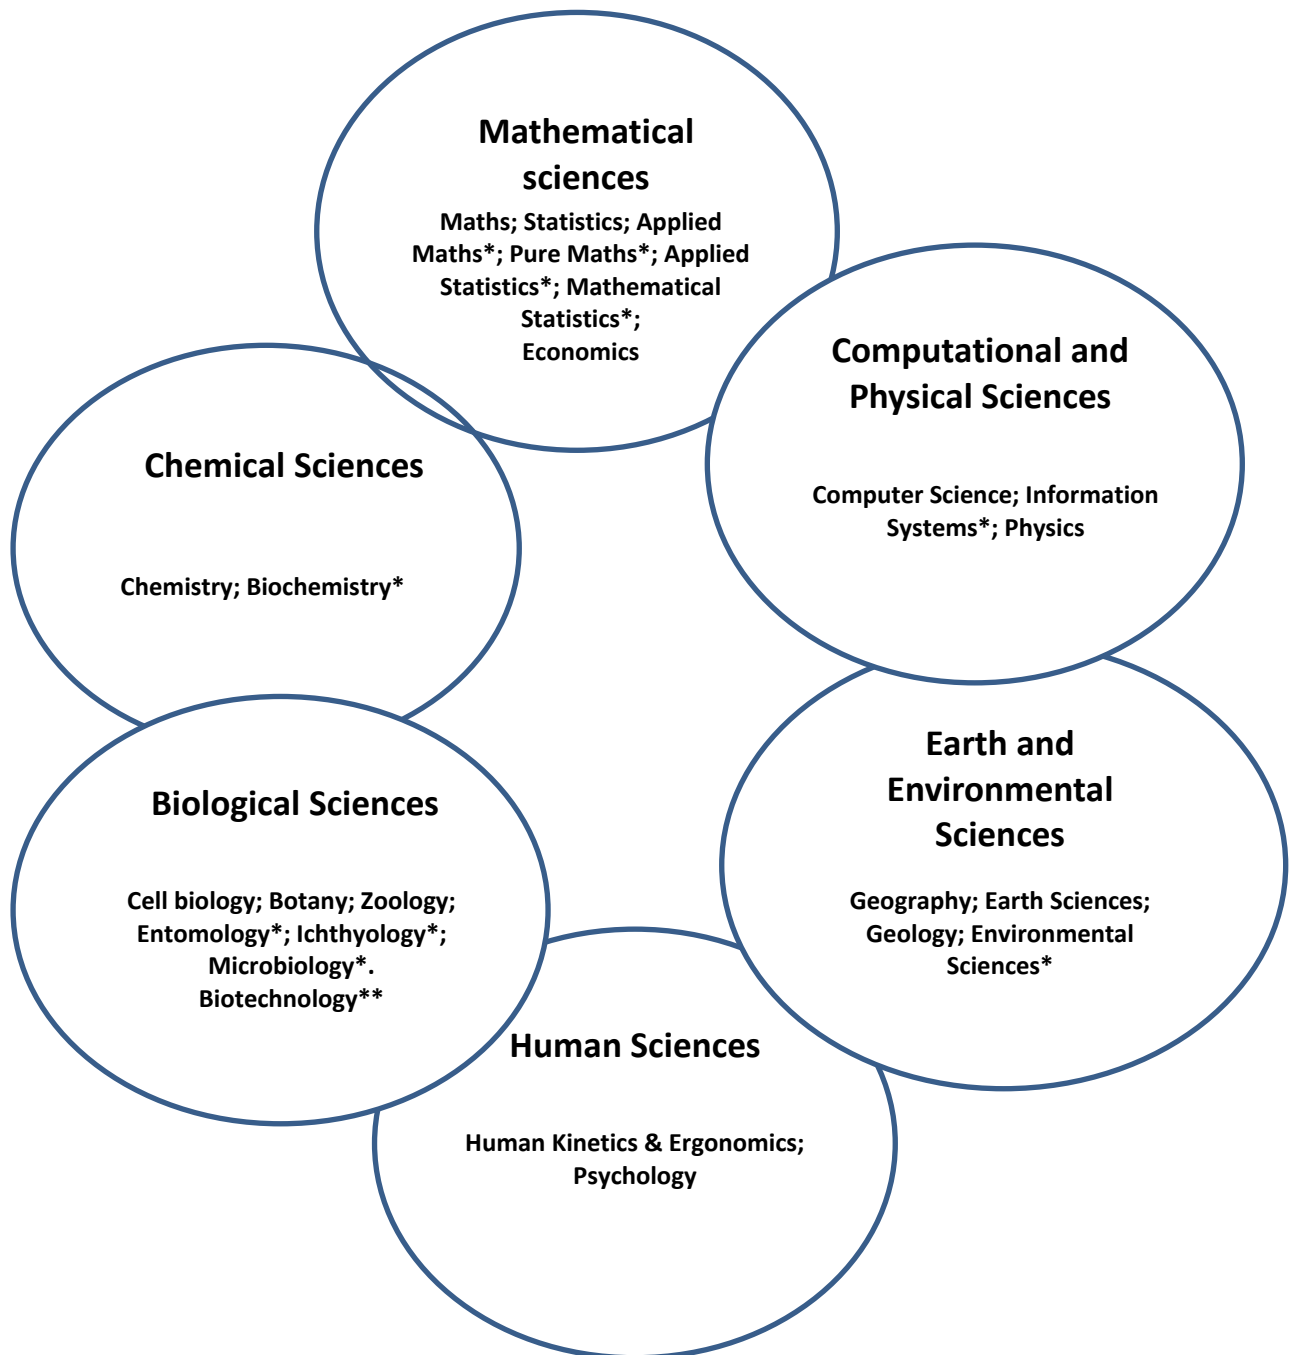 Mathematical
sciences
Maths; Statistics; Applied
Maths*; Pure Maths*; Applied
Statistics*; Mathematical
Statistics*;
Economics
Computational and
Physical Sciences
Computer Science; Information
Systems*; Physics
Chemical Sciences
Chemistry; Biochemistry*
Earth and
Environmental
Sciences
Geography; Earth Sciences;
Geology; Environmental
Sciences*
Biological Sciences
Cell biology; Botany; Zoology;
Entomology*; Ichthyology*;
Microbiology*.
Biotechnology**
Human Sciences
Human Kinetics & Ergonomics;
Psychology